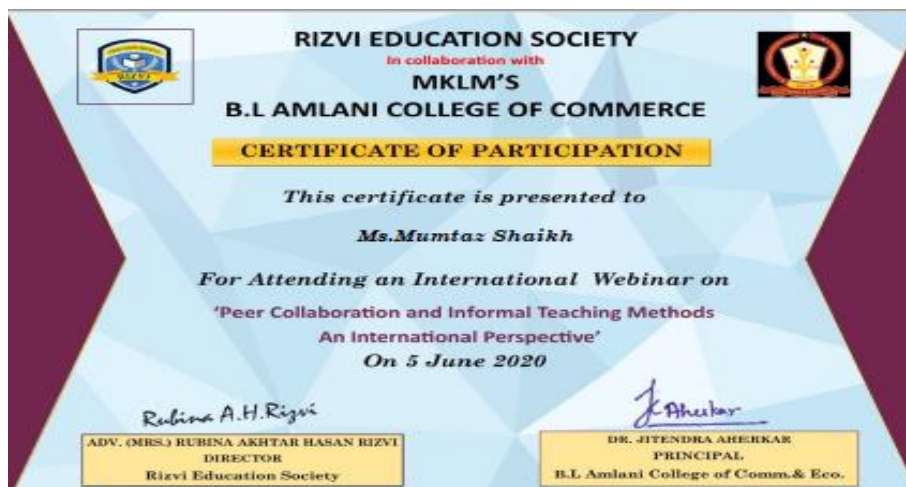 RIZVI
RIZVI EDUCATION SOCIETY
In collaboration with
MKLM'S
B.L AMLANI COLLEGE OF COMMERCE
CERTIFICATE OF PARTICIPATION
This certificate is presented to
Ms.Mumtaz Shaikh
For Attending an International Webinar on
'Peer Collaboration and Informal Teaching Methods
An International Perspective'
On 5 June 2020
Rubina A.H.Rizvi
ADV. (MRS.) RUBINA AKHTAR HASAN RIZVI
DIRECTOR
Rizvi Education Society
JK Aherkar
DR. JITENDRA AHERKAR
PRINCIPAL
B.L Amlani College of Comm.& Eco.